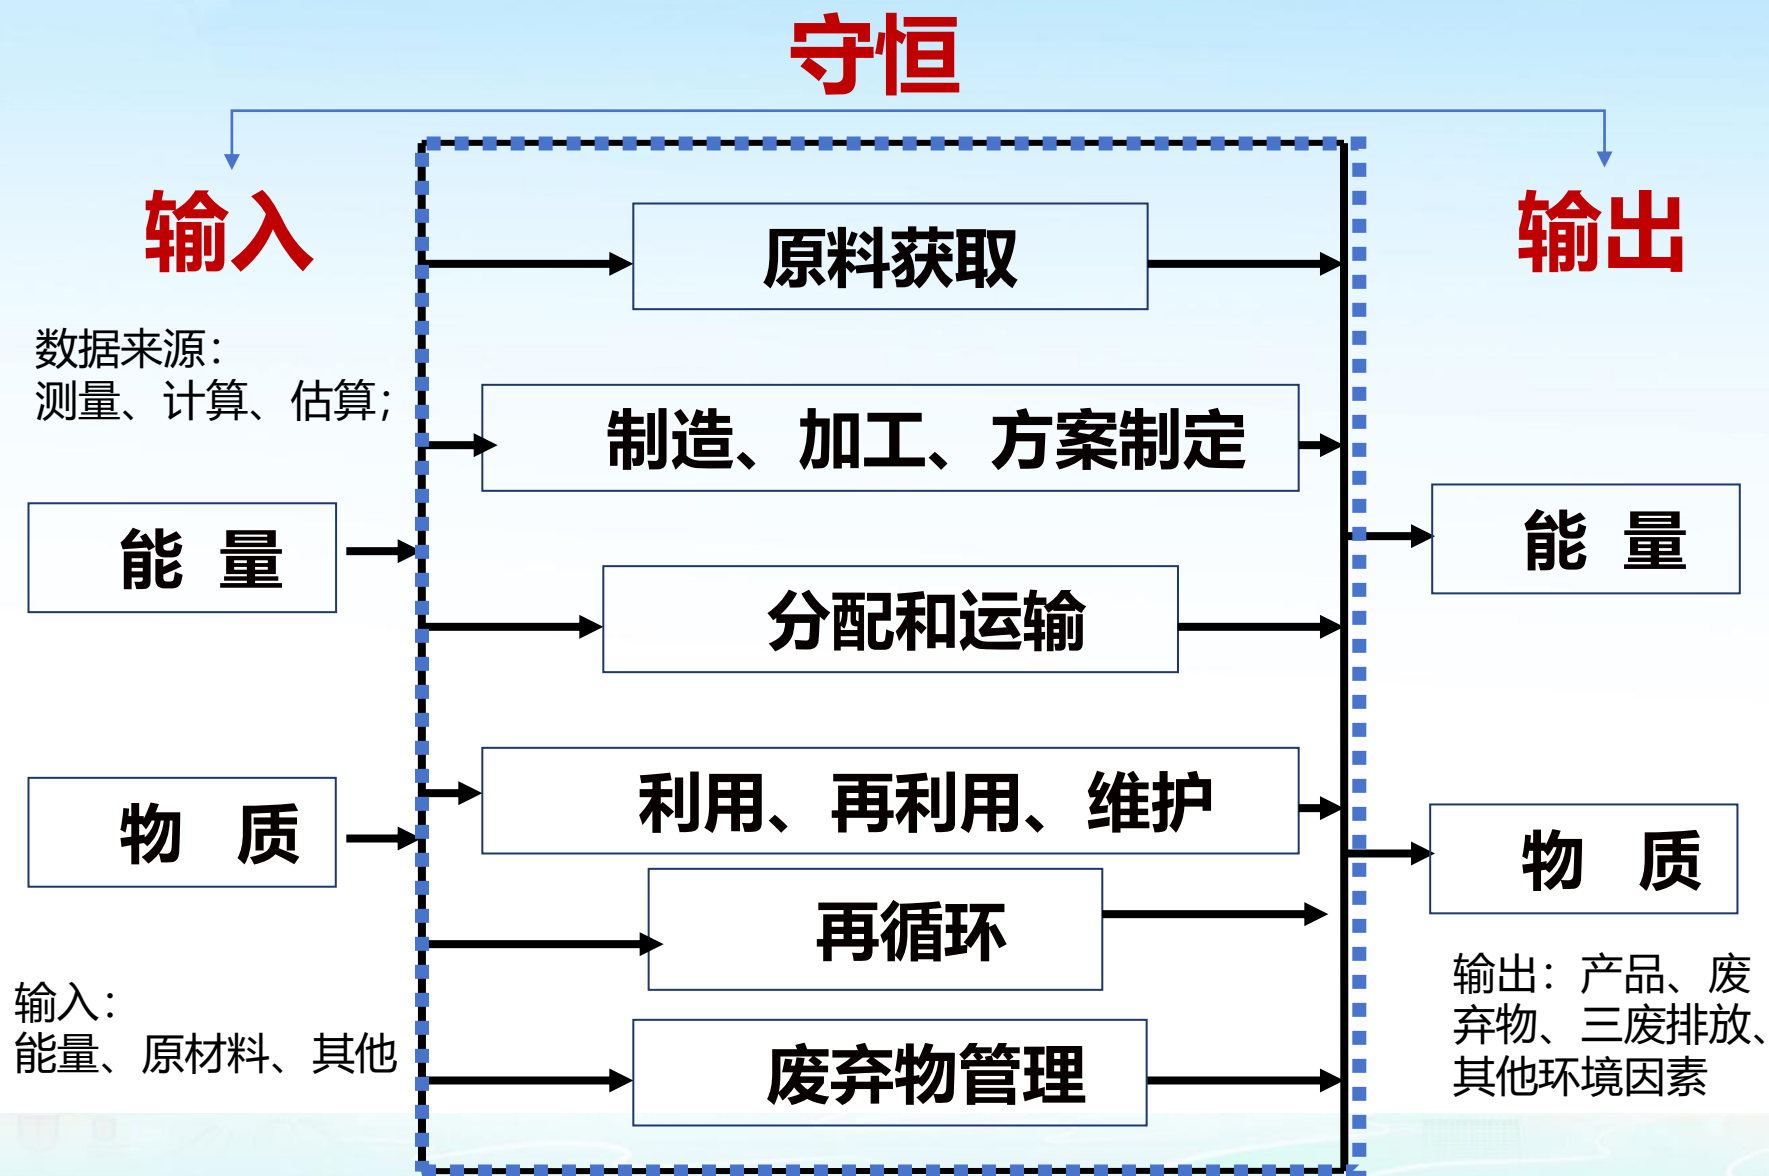 守恒
输入
输出
原料获取
数据来源：
测量、计算、估算；
制造、加工、方案制定
能 量
能 量
分配和运输
利用、再利用、维护
物 质
物 质
再循环
输入：
能量、原材料、其他
输出：产品、废
弃物、三废排放、
其他环境因素
废弃物管理